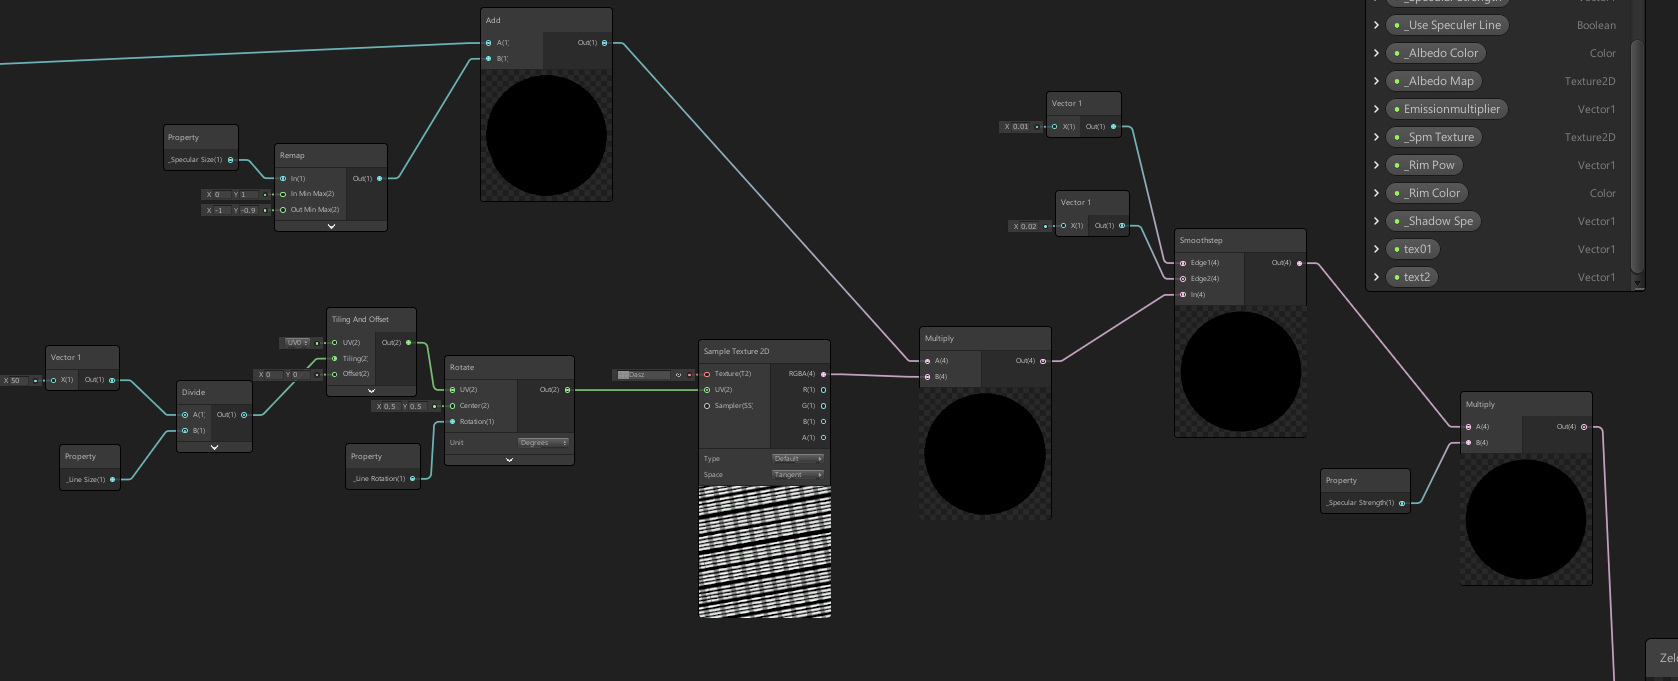 Add
A(1)
Out(1)
B(1)
Property
_Specular Size(1)
Remap
In(1)
Out(1)
X 0 Y 1
In Min Max(2)
X -1 Y -0.9
Out Min Max(2)
Vector 1
X 0.01
X(1)
Out(1)
Vector 1
X 0.02
X(1)
Out(1)
Smoothstep
Edge1(4)
Out(4)
Edge2(4)
In(4)
_Specular Strength
Vector1
_Use Speculer Line
Boolean
_Albedo Color
Color
_Albedo Map
Texture2D
Emissionmultiplier
Vector1
_Spm Texture
Texture2D
_Rim Pow
Vector1
_Rim Color
Color
_Shadow Spe
Vector1
tex01
Vector1
text2
Vector1
Vector 1
X 50
X(1)
Out(1)
Property
_Line Size(1)
Divide
A(1)
Out(1)
B(1)
Tiling And Offset
UV0
UV(2)
Out(2)
Tiling(2)
X 0 Y 0
Offset(2)
Rotate
UV(2)
Out(2)
X 0.5 Y 0.5
Center(2)
Rotation(1)
Unit
Degrees
Property
_Line Rotation(1)
Sample Texture 2D
Dasz
Texture(T2)
RGBA(4)
UV(2)
R(1)
Sampler(SS)
G(1)
B(1)
A(1)
Type
Default
Space
Tangent
Multiply
A(4)
Out(4)
B(4)
Multiply
A(4)
Out(4)
B(4)
Property
_Specular Strength(1)